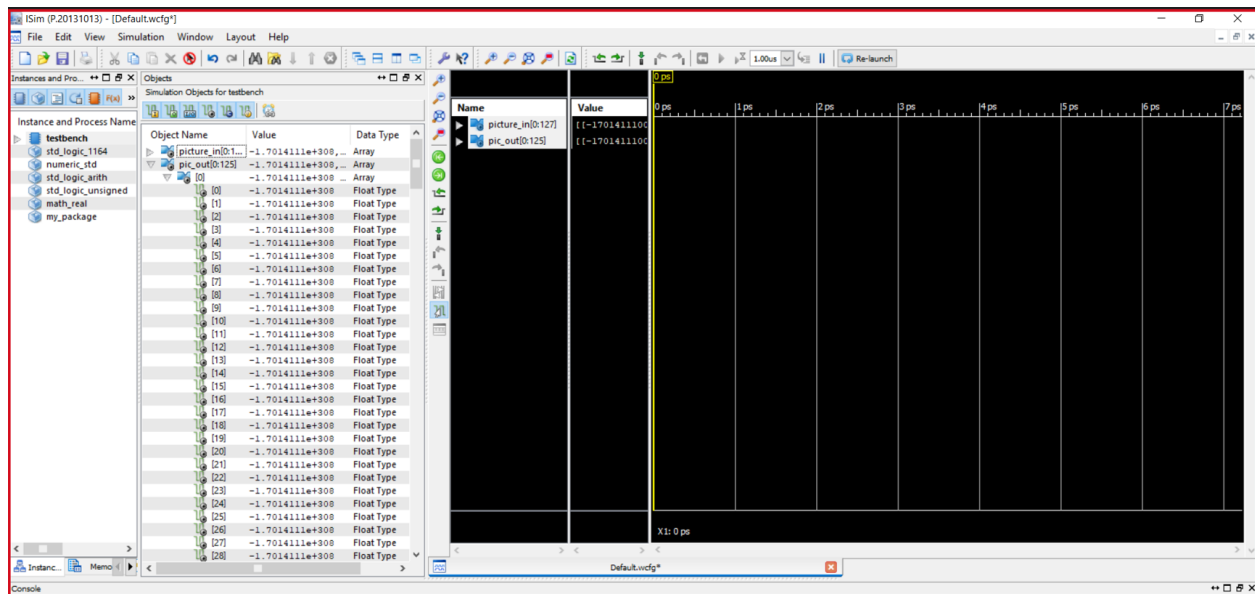 ISim (P.20131013) - [Default.wcfg*]
File Edit View Simulation Window Layout Help
1.00us Re-launch
Instances and Pro...
F(x) »
Instance and Process Name
testbench
std_logic_1164
numeric_std
std_logic_arith
std_logic_unsigned
math_real
my_package
Instanc... Memo
Objects
Simulation Objects for testbench
Object Name Value Data Type
picture_in[0:1... -1.7014111e+308,... Array
pic_out[0:125] -1.7014111e+308,... Array
[0] -1.7014111e+308 ... Array
[0] -1.7014111e+308 Float Type
[1] -1.7014111e+308 Float Type
[2] -1.7014111e+308 Float Type
[3] -1.7014111e+308 Float Type
[4] -1.7014111e+308 Float Type
[5] -1.7014111e+308 Float Type
[6] -1.7014111e+308 Float Type
[7] -1.7014111e+308 Float Type
[8] -1.7014111e+308 Float Type
[9] -1.7014111e+308 Float Type
[10] -1.7014111e+308 Float Type
[11] -1.7014111e+308 Float Type
[12] -1.7014111e+308 Float Type
[13] -1.7014111e+308 Float Type
[14] -1.7014111e+308 Float Type
[15] -1.7014111e+308 Float Type
[16] -1.7014111e+308 Float Type
[17] -1.7014111e+308 Float Type
[18] -1.7014111e+308 Float Type
[19] -1.7014111e+308 Float Type
[20] -1.7014111e+308 Float Type
[21] -1.7014111e+308 Float Type
[22] -1.7014111e+308 Float Type
[23] -1.7014111e+308 Float Type
[24] -1.7014111e+308 Float Type
[25] -1.7014111e+308 Float Type
[26] -1.7014111e+308 Float Type
[27] -1.7014111e+308 Float Type
[28] -1.7014111e+308 Float Type
Name Value
picture_in[0:127] [[-170141110
pic_out[0:125] [[-170141110
0 ps
0 ps 1 ps 2 ps 3 ps 4 ps 5 ps 6 ps 7 ps
X1: 0 ps
Default.wcfg*
Console